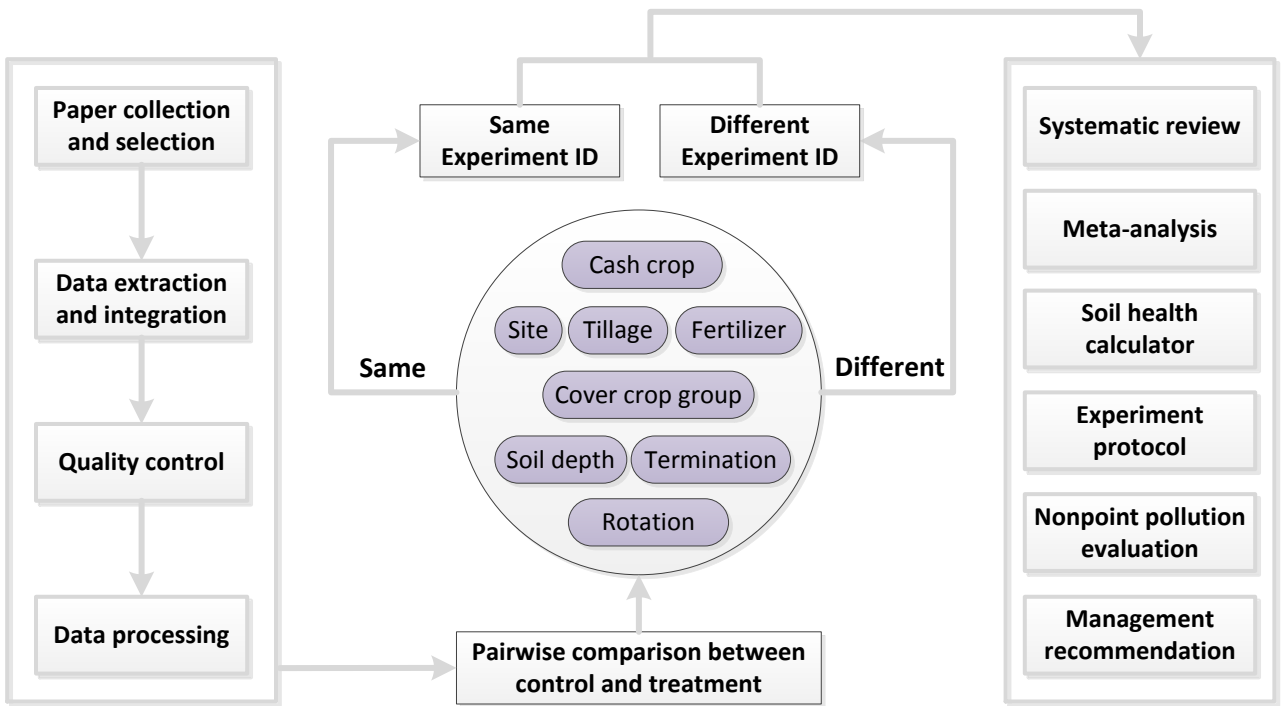 Paper collection
and selection
Data extraction
and integration
Quality control
Data processing
Same
Experiment ID
Different
Experiment ID
Same
Different
Cash crop
Site
Tillage
Fertilizer
Cover crop group
Soil depth
Termination
Rotation
Pairwise comparison between
control and treatment
Systematic review
Meta-analysis
Soil health
calculator
Experiment
protocol
Nonpoint pollution
evaluation
Management
recommendation